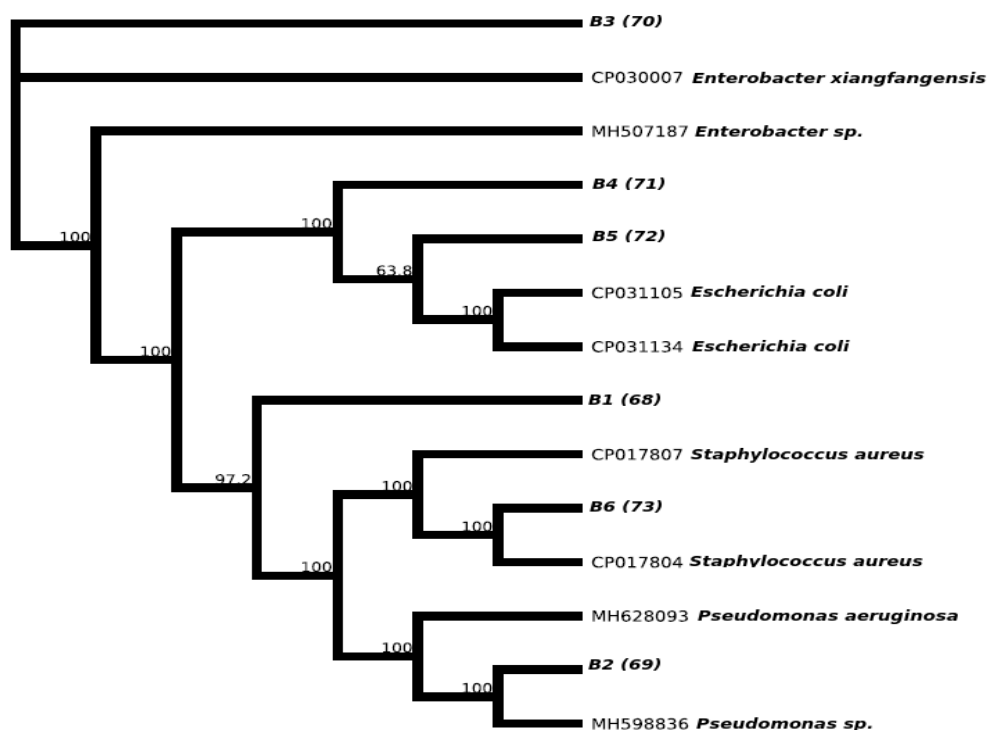 B3 (70)
CP030007 Enterobacter xiangfangensis
MH507187 Enterobacter sp.
B4 (71)
100
B5 (72)
100
63.8
CP031105 Escherichia coli
100
CP031134 Escherichia coli
100
B1 (68)
CP017807 Staphylococcus aureus
97.2
100
B6 (73)
100
CP017804 Staphylococcus aureus
100
MH628093 Pseudomonas aeruginosa
100
B2 (69)
100
MH598836 Pseudomonas sp.